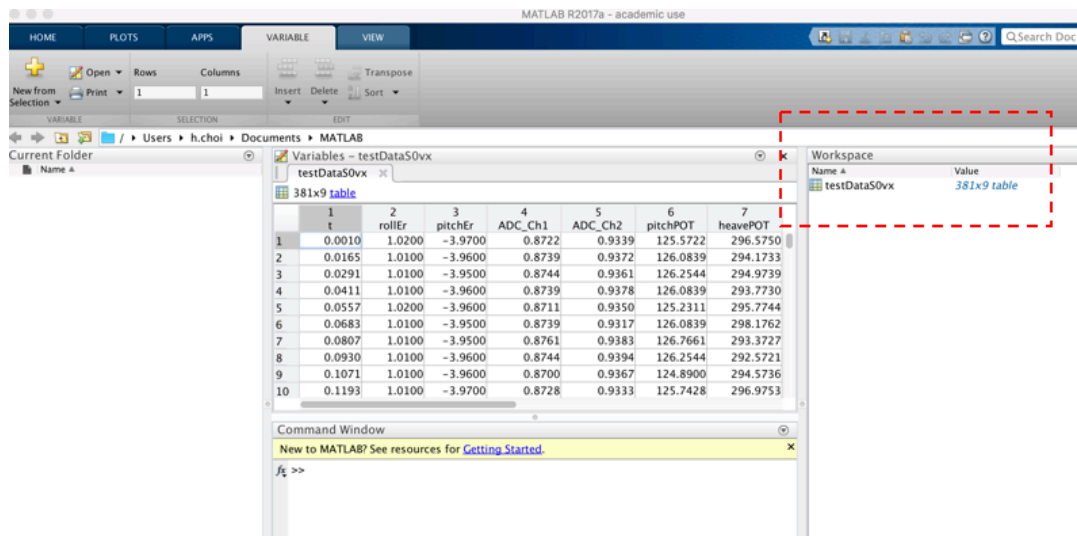 MATLAB R2017a - academic use
HOME PLOTS APPS VARIABLE VIEW Search Doc
New from Selection Open Print Rows Columns 1 1 Insert Delete Transpose Sort
VARIABLE SELECTION EDIT
/ Users h.choi Documents MATLAB
Current Folder
Name
Variables - testDataS0vx
testDataS0vx
381x9 table
1 2 3 4 5 6 7
t rollEr pitchEr ADC_Ch1 ADC_Ch2 pitchPOT heavePOT
1 0.0010 1.0200 -3.9700 0.8722 0.9339 125.5722 296.5750
2 0.0165 1.0100 -3.9600 0.8739 0.9372 126.0839 294.1733
3 0.0291 1.0100 -3.9500 0.8744 0.9361 126.2544 294.9739
4 0.0411 1.0100 -3.9600 0.8739 0.9378 126.0839 293.7730
5 0.0557 1.0200 -3.9600 0.8711 0.9350 125.2311 295.7744
6 0.0683 1.0100 -3.9500 0.8739 0.9317 126.0839 298.1762
7 0.0807 1.0100 -3.9500 0.8761 0.9383 126.7661 293.3727
8 0.0930 1.0100 -3.9600 0.8744 0.9394 126.2544 292.5721
9 0.1071 1.0100 -3.9600 0.8700 0.9367 124.8900 294.5736
10 0.1193 1.0100 -3.9700 0.8728 0.9333 125.7428 296.9753
Command Window
New to MATLAB? See resources for Getting Started.
fx >>
Workspace
Name Value
testDataS0vx 381x9 table